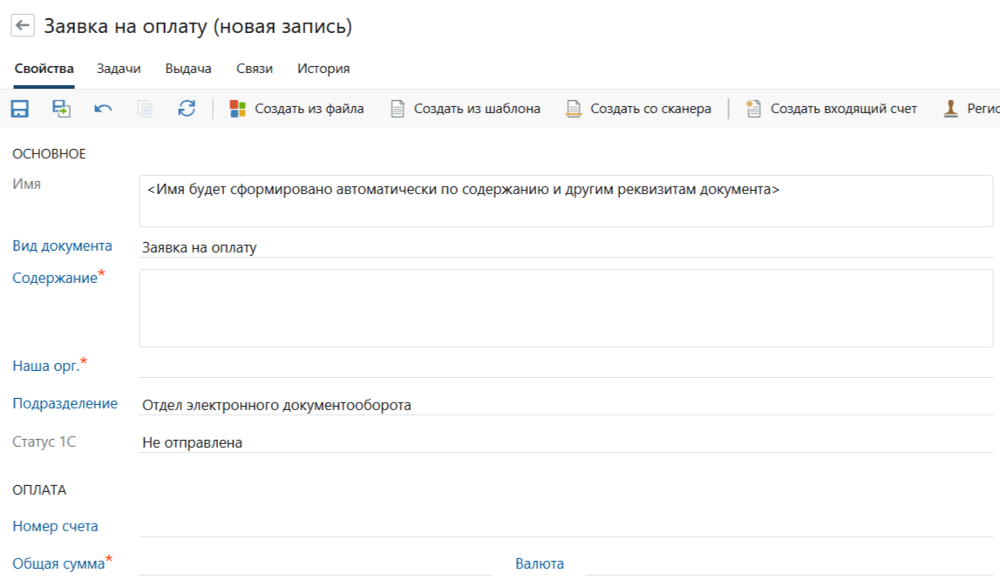 Заявка на оплату (новая запись)
Свойства Задачи Выдача Связи История
Создать из файла Создать из шаблона Создать со сканера Создать входящий счет Регис
ОСНОВНОЕ
Имя <Имя будет сформировано автоматически по содержанию и другим реквизитам документа>
Вид документа Заявка на оплату
Содержание*
Наша орг.*
Подразделение Отдел электронного документооборота
Статус 1С Не отправлена
ОПЛАТА
Номер счета
Общая сумма* Валюта